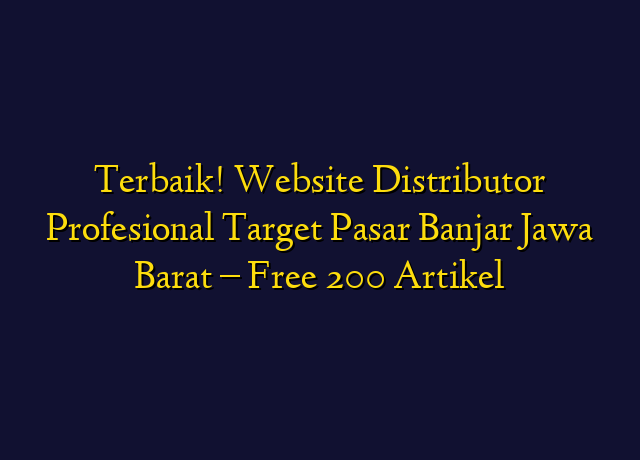 Terbaik! Website Distributor
Profesional Target Pasar Banjar Jawa
Barat – Free 200 Artikel